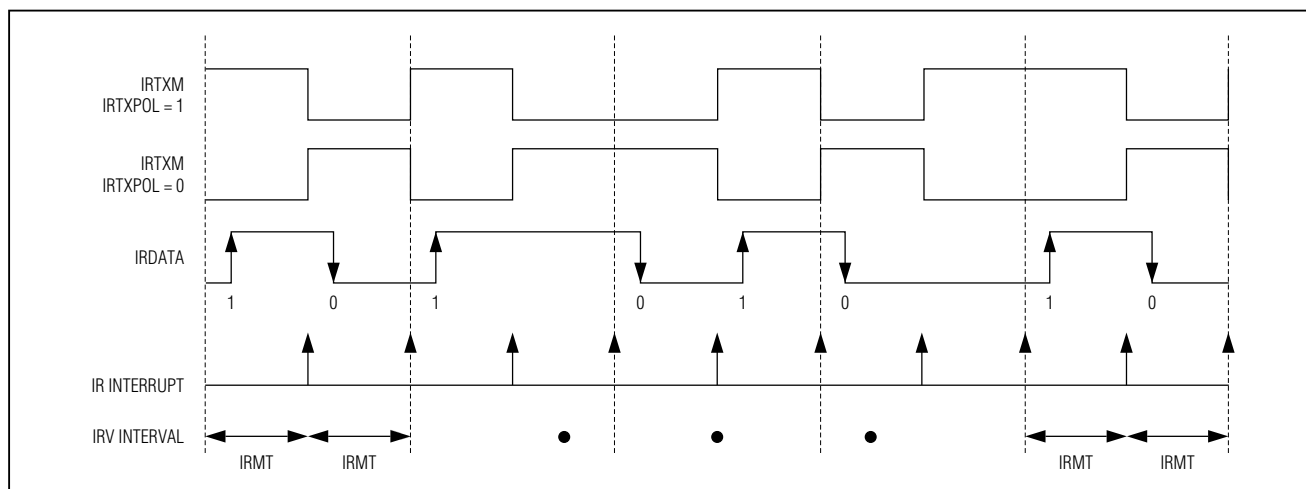 IRTXM
IRTXPOL = 1
IRTXM
IRTXPOL = 0
IRDATA
1 0 1 0 1 0 1 0
IR INTERRUPT
IRV INTERVAL
IRMT IRMT IRMT IRMT